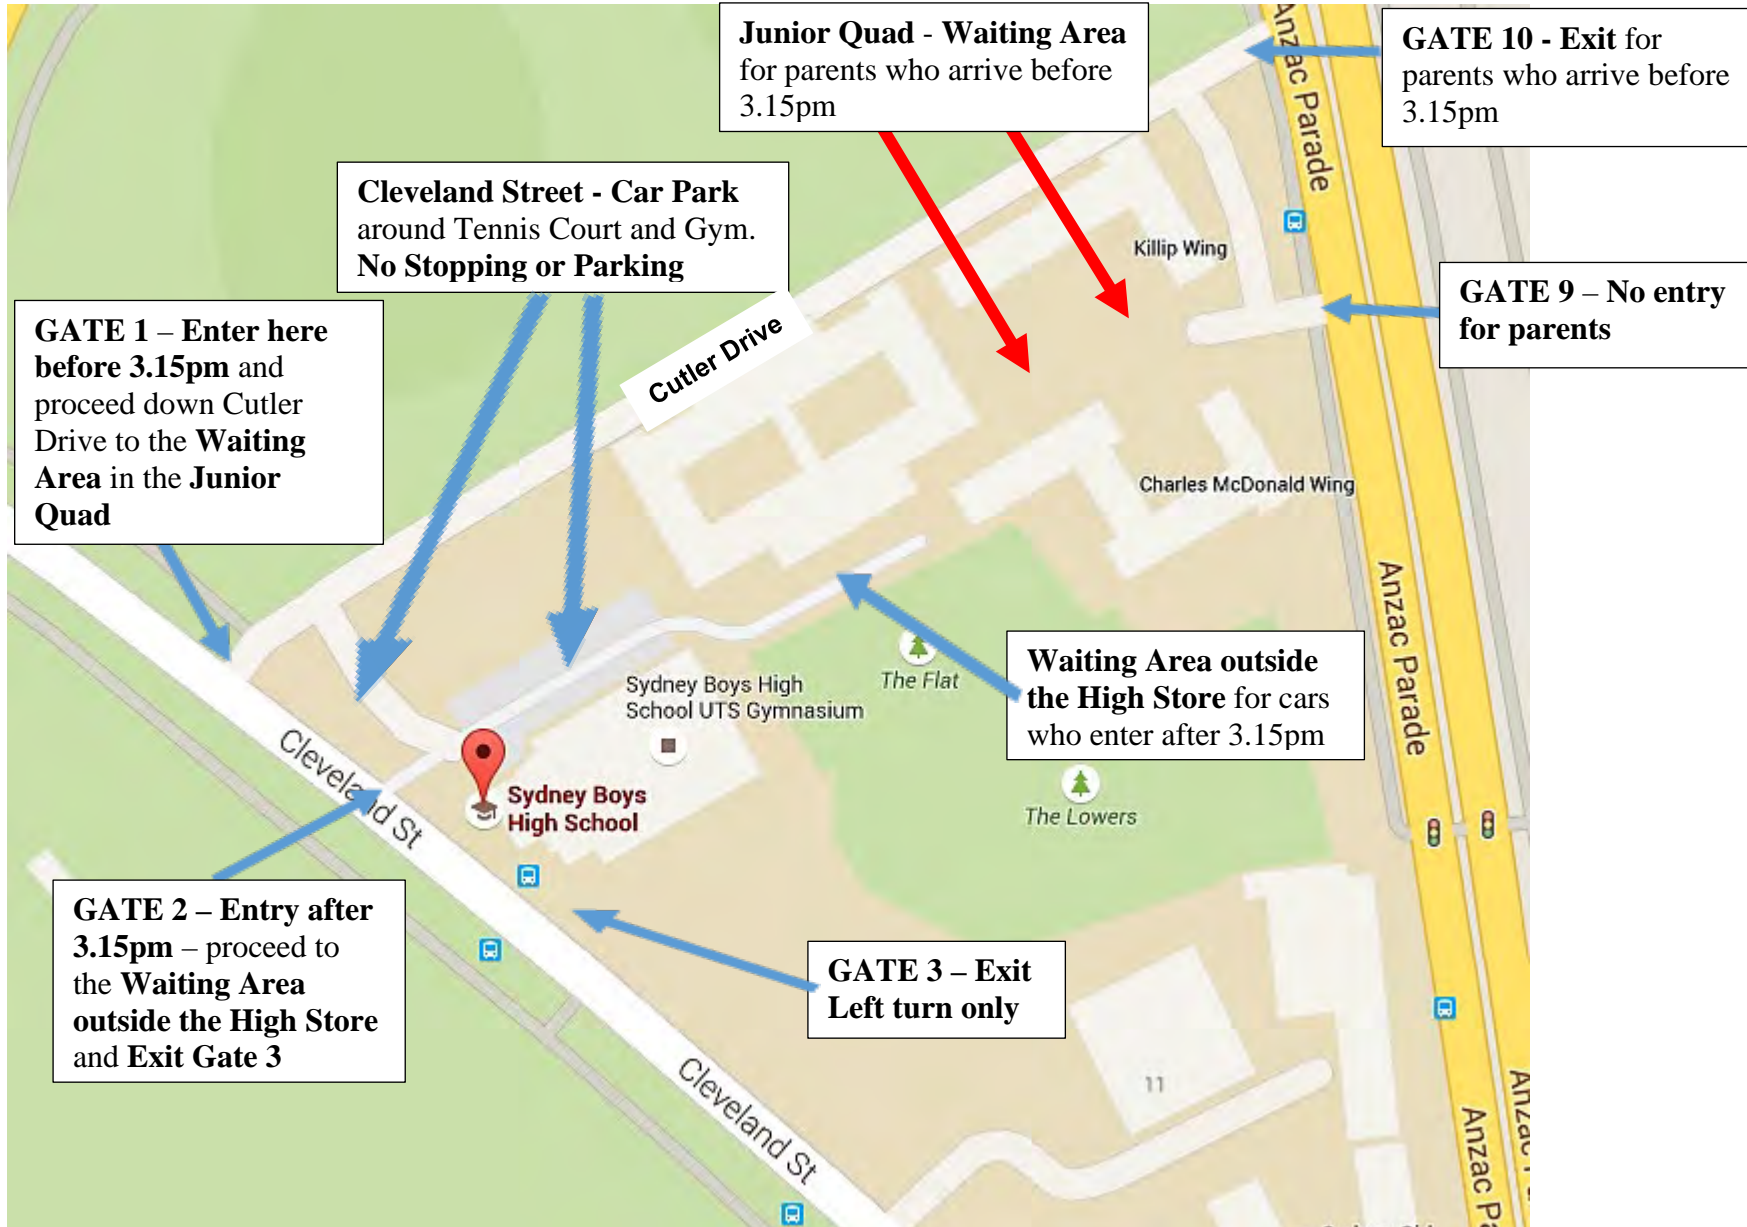 Junior Quad - Waiting Area
for parents who arrive before
3.15pm
GATE 10 - Exit for
parents who arrive before
3.15pm
Anzac Parade
Cleveland Street - Car Park
around Tennis Court and Gym.
No Stopping or Parking
Killip Wing
GATE 9 – No entry
for parents
GATE 1 – Enter here
before 3.15pm and
proceed down Cutler
Drive to the Waiting
Area in the Junior
Quad
Cutler Drive
Charles McDonald Wing
Anzac Parade
Waiting Area outside
the High Store for cars
who enter after 3.15pm
The Flat
Sydney Boys High
School UTS Gymnasium
Cleveland St
Sydney Boys
High School
The Lowers
GATE 2 – Entry after
3.15pm – proceed to
the Waiting Area
outside the High Store
and Exit Gate 3
GATE 3 – Exit
Left turn only
Cleveland St
11
Anzac Pa
Anzac